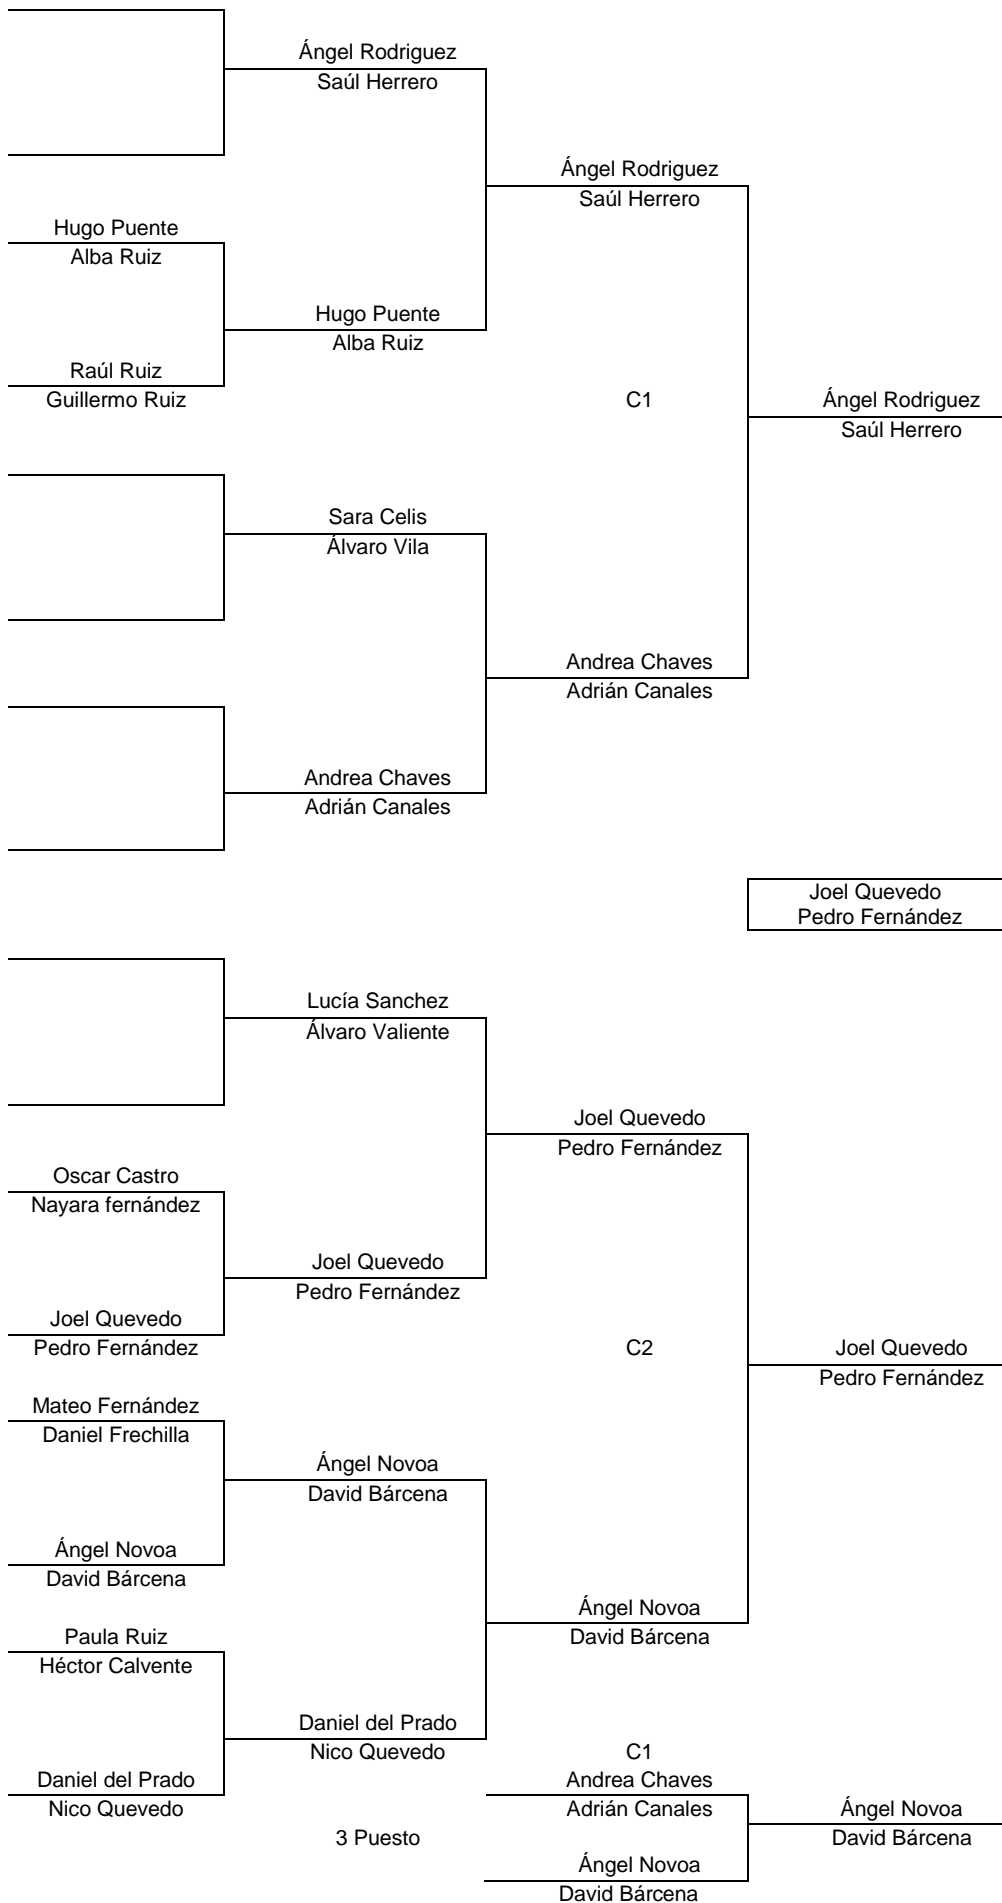 Ángel Rodriguez
Saúl Herrero
Ángel Rodriguez
Saúl Herrero
Hugo Puente
Alba Ruiz
Hugo Puente
Alba Ruiz
Raúl Ruiz
Guillermo Ruiz
C1
Ángel Rodriguez
Saúl Herrero
Sara Celis
Álvaro Vila
Andrea Chaves
Adrián Canales
Andrea Chaves
Adrián Canales
Joel Quevedo
Pedro Fernández
Lucía Sanchez
Álvaro Valiente
Joel Quevedo
Pedro Fernández
Oscar Castro
Nayara fernández
Joel Quevedo
Pedro Fernández
Joel Quevedo
Pedro Fernández
C2
Joel Quevedo
Pedro Fernández
Mateo Fernández
Daniel Frechilla
Ángel Novoa
David Bárcena
Ángel Novoa
David Bárcena
Ángel Novoa
David Bárcena
Paula Ruiz
Héctor Calvente
Daniel del Prado
Nico Quevedo
C1
Daniel del Prado
Nico Quevedo
Andrea Chaves
Adrián Canales
Ángel Novoa
David Bárcena
3 Puesto
Ángel Novoa
David Bárcena